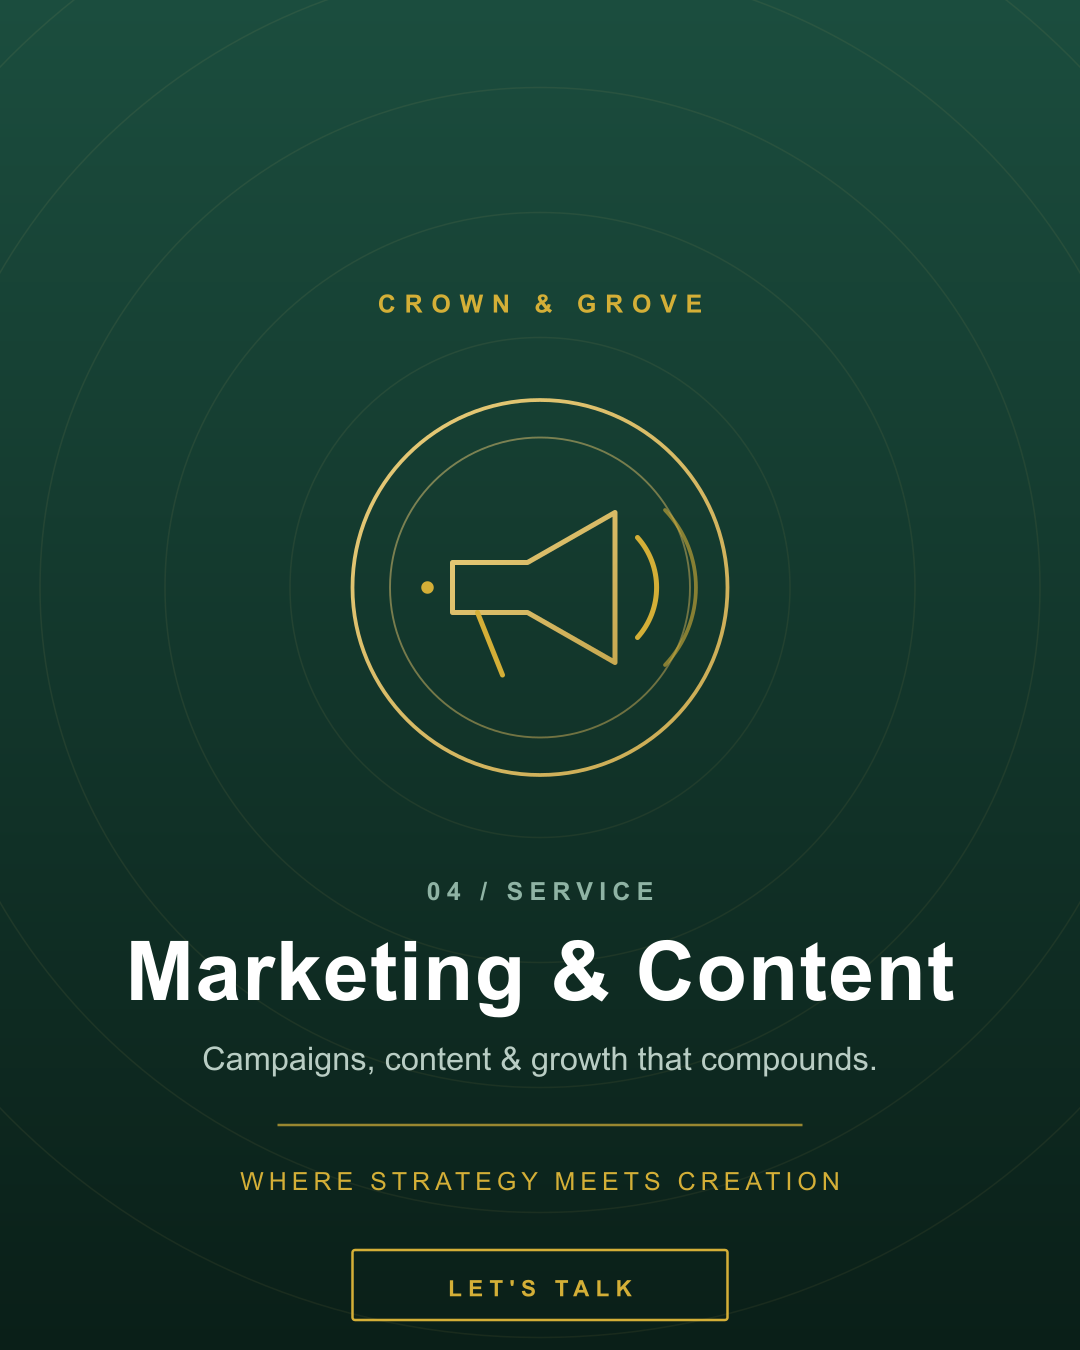 CROWN & GROVE
04 / SERVICE
Marketing & Content
Campaigns, content & growth that compounds.
WHERE STRATEGY MEETS CREATION
LET'S TALK